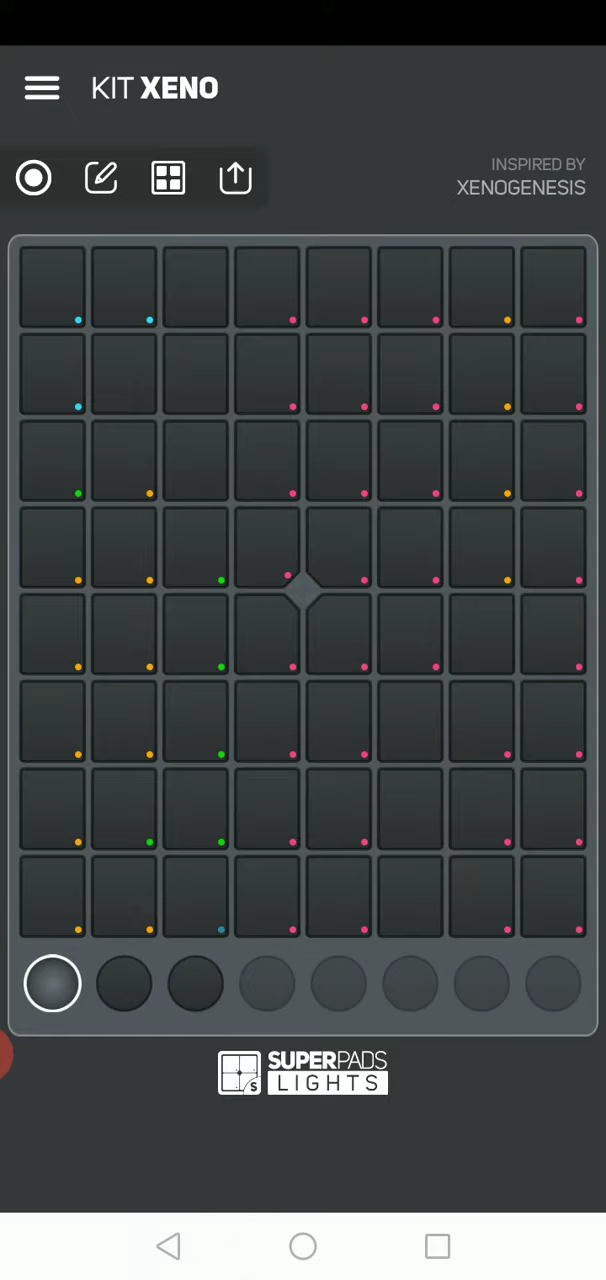 KIT XENO
INSPIRED BY
XENOGENESIS
S
SUPERPADS
LIGHTS